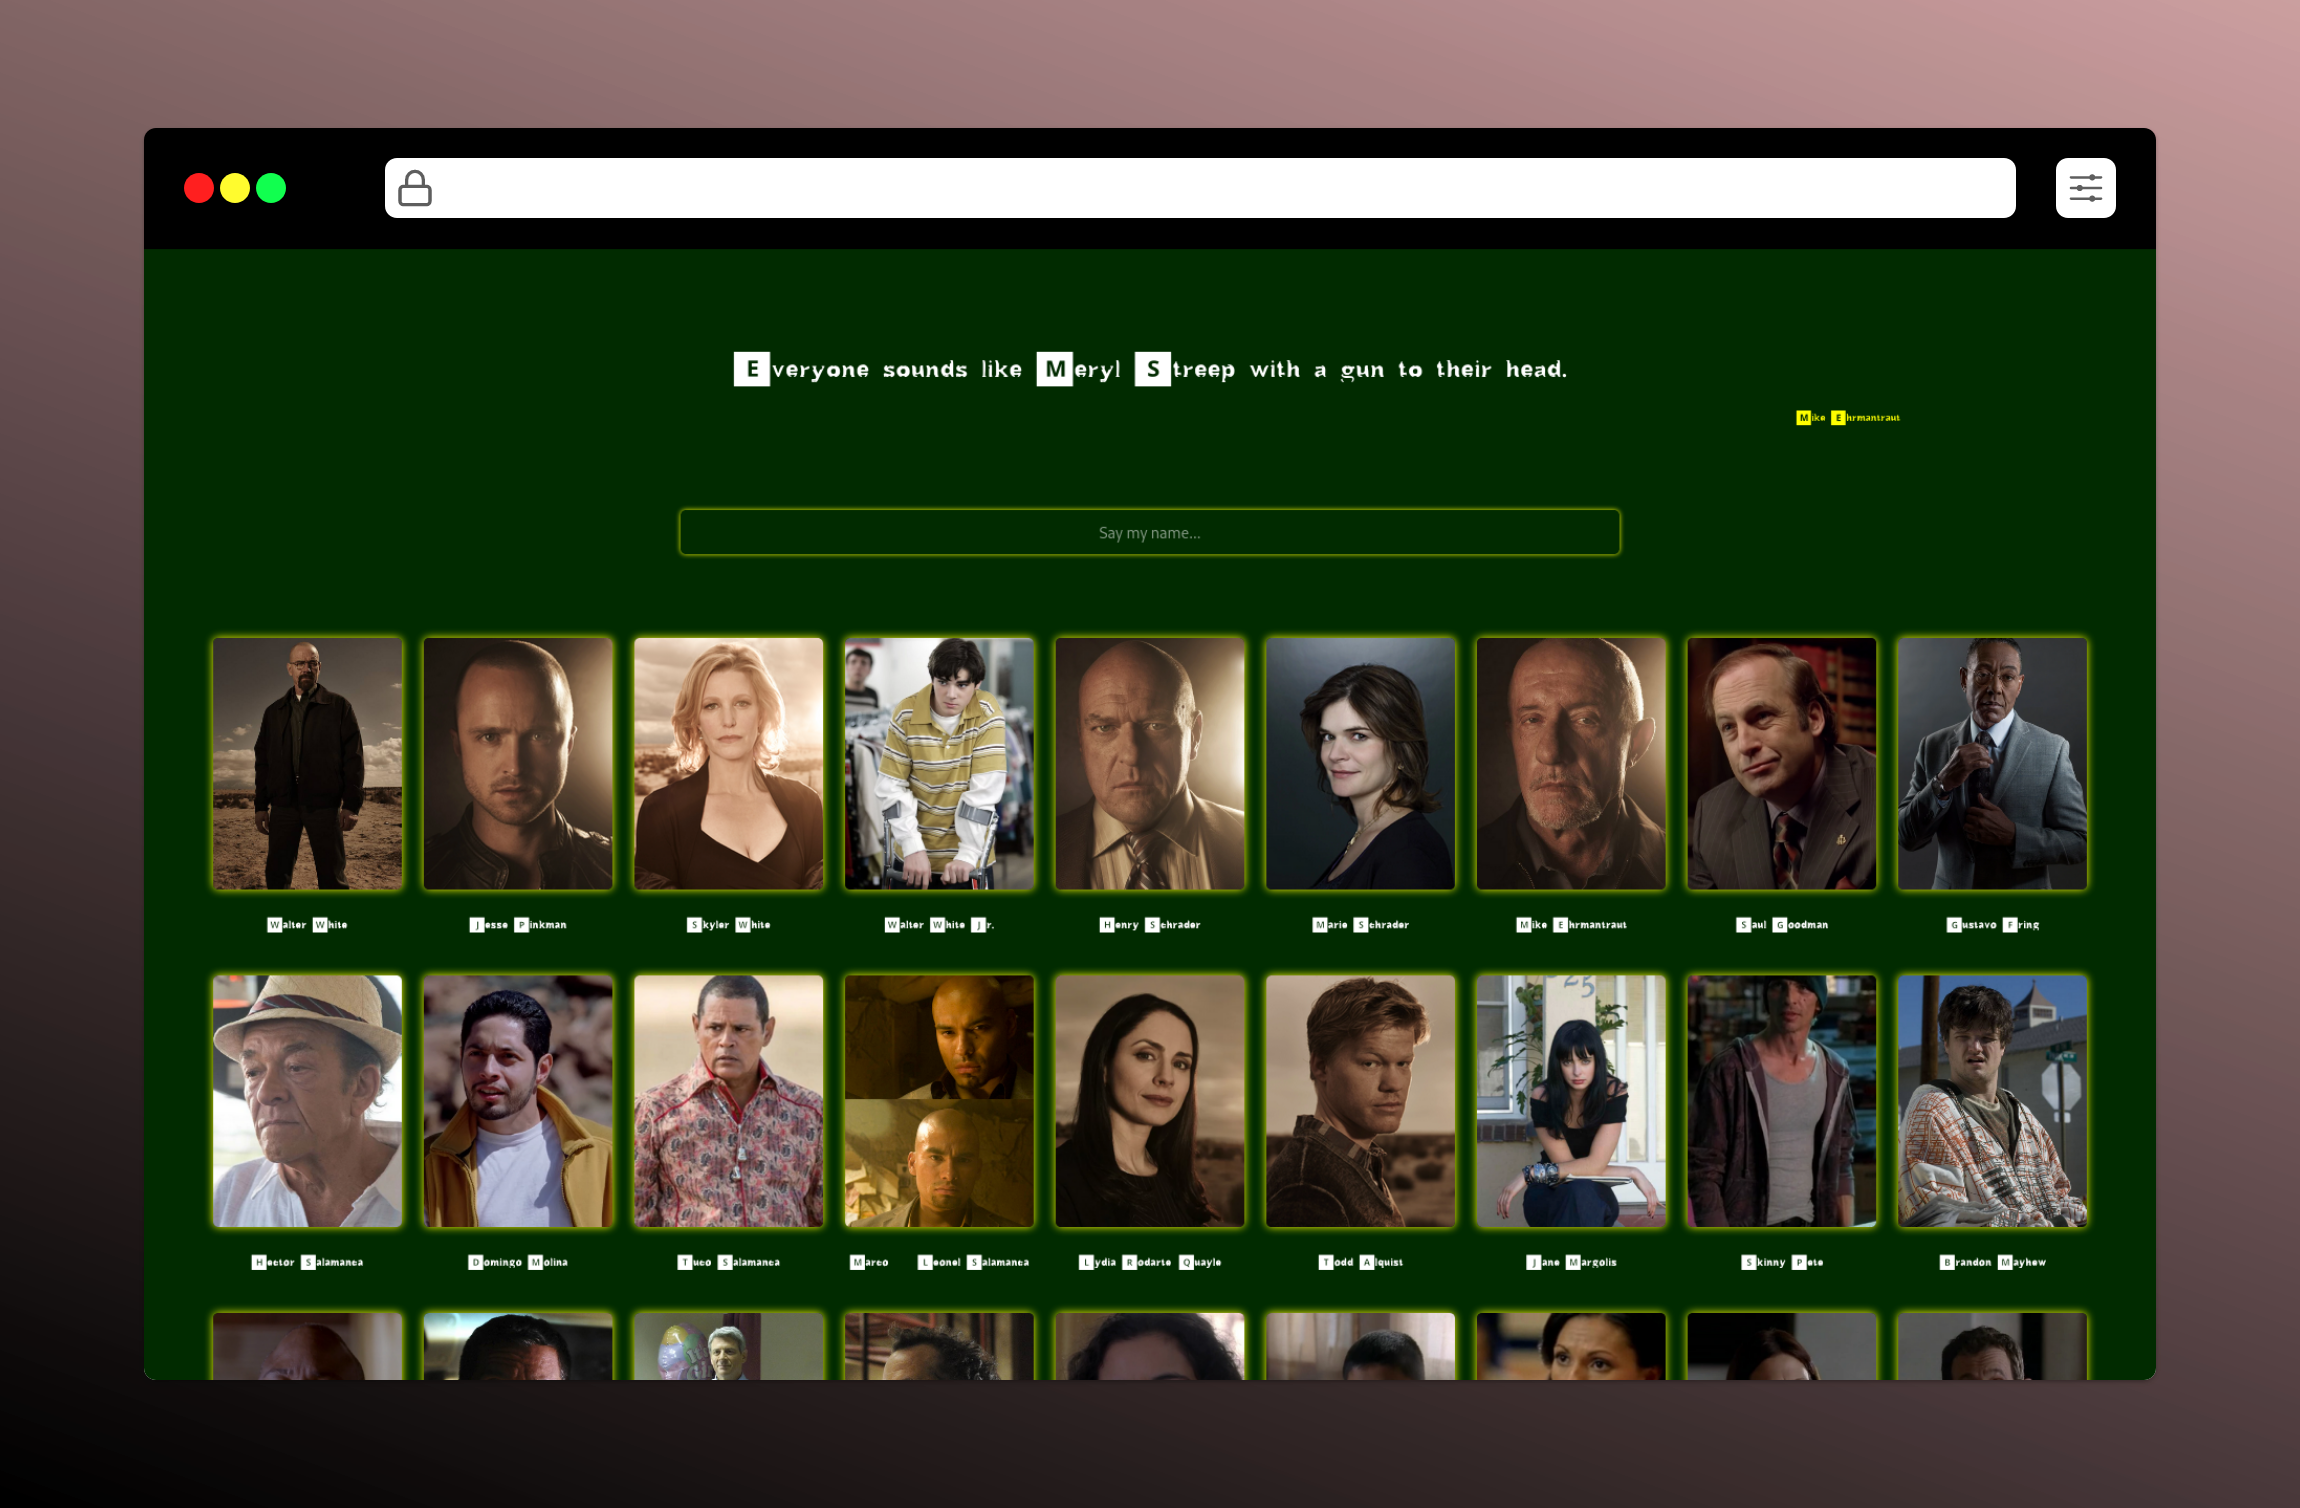 Everyone sounds like Meryl Streep with a gun to their head.
Mike Ehrmantraut
Say my name...
Walter White
Jesse Pinkman
Skyler White
Walter White Jr.
Henry Schrader
Marie Schrader
Mike Ehrmantraut
Saul Goodman
Gustavo Fring
25
Hector Salamanca
Domingo Molina
Tuco Salamanca
Marco Leonel Salamanca
Lydia Rodarte Quayle
Todd Alquist
Jane Margolis
Skinny Pete
Brandon Mayhew